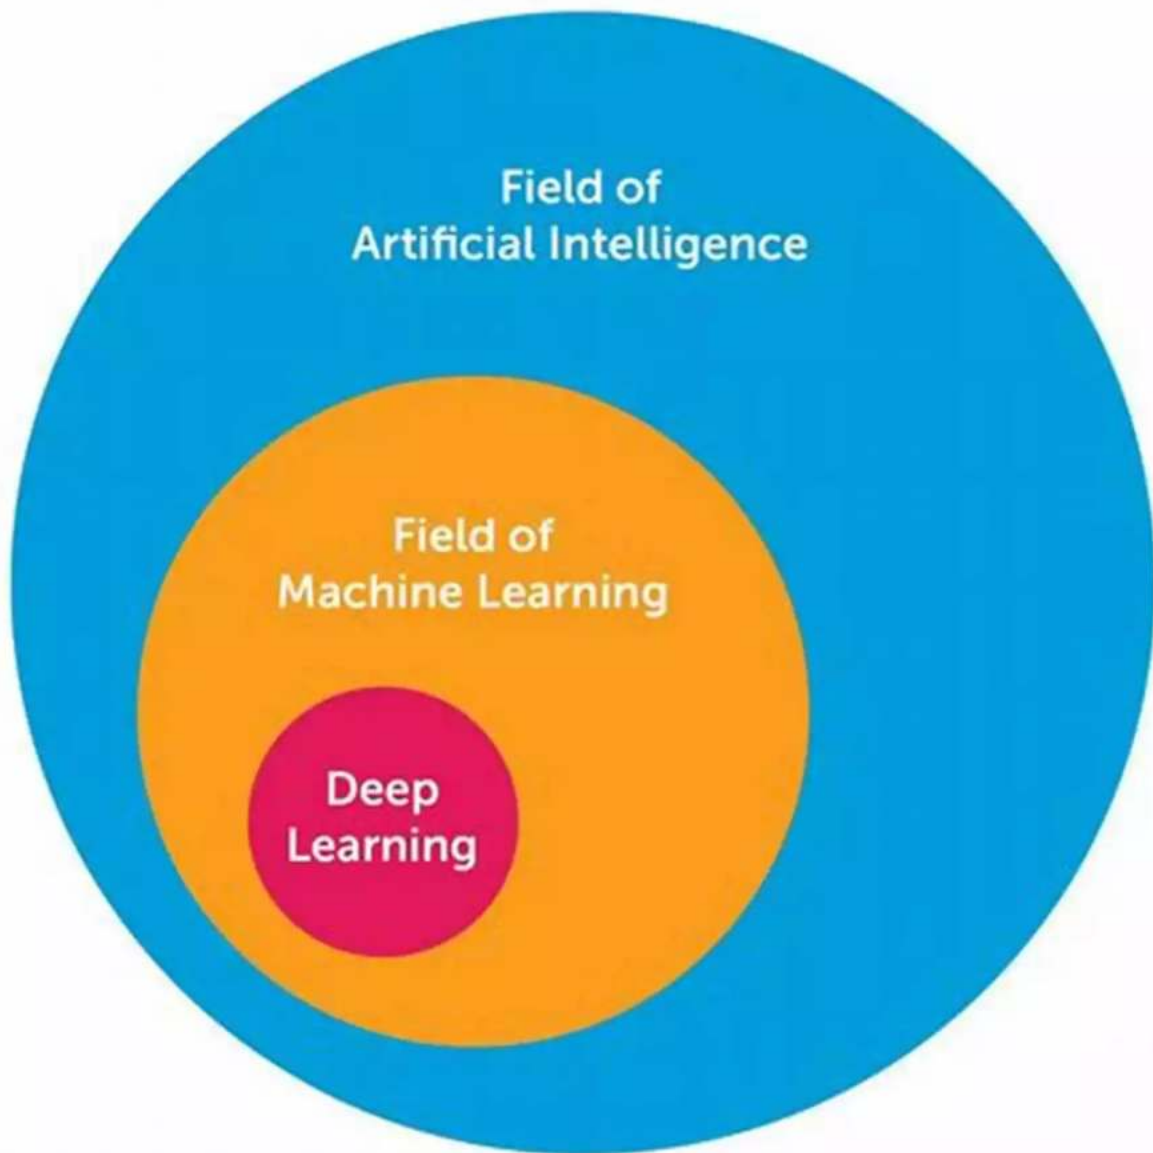 Field of
Artificial Intelligence
Field of
Machine Learning
Deep
Learning